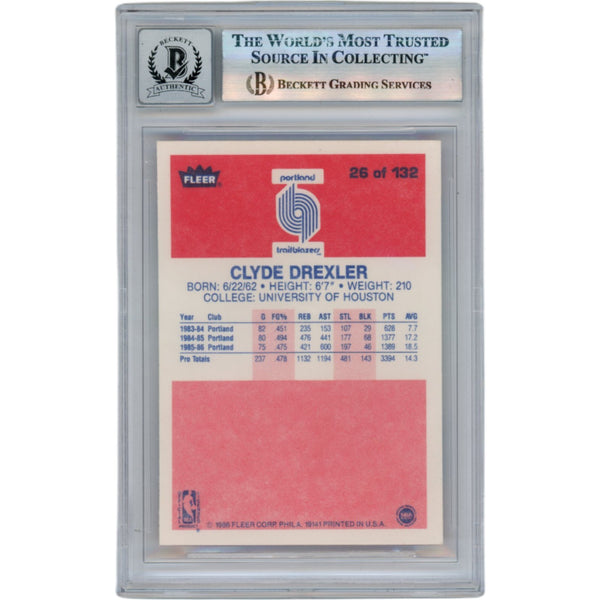 BECKETT
B
AUTHENTIC
THE WORLD'S MOST TRUSTED
SOURCE IN COLLECTING™
B BECKETT GRADING SERVICES
FLEER
portland
26 of 132
trailblazers
CLYDE DREXLER
BORN: 6/22/62 • HEIGHT: 6'7" • WEIGHT: 210
COLLEGE: UNIVERSITY OF HOUSTON
Year Club G FG% REB AST STL BLK PTS AVG
1983-84 Portland 82 .451 235 153 107 29 628 7.7
1984-85 Portland 80 .494 476 441 177 68 1377 17.2
1985-86 Portland 75 .475 421 600 197 46 1389 18.5
Pro Totals 237 .478 1132 1194 481 143 3394 14.3
© 1986 FLEER CORP. PHILA. 19141 PRINTED IN U.S.A.